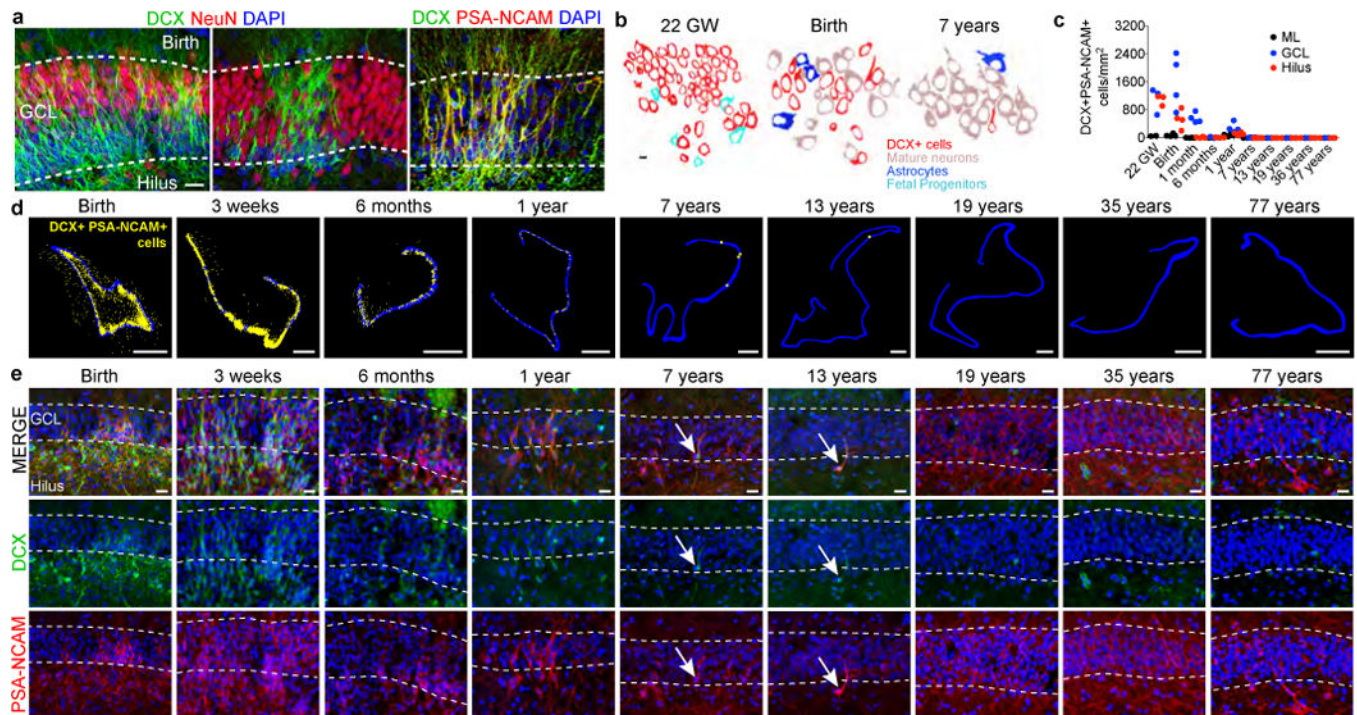 a
DCX NeuN DAPI
DCX PSA-NCAM DAPI
Birth
GCL
Hilus
b
22 GW
Birth
7 years
DCX+ cells
Mature neurons
Astrocytes
Fetal Progenitors
c
DCX+PSA-NCAM+
cells/mm²
3200
2400
1600
800
0
ML
GCL
Hilus
22 GW
Birth
1 month
6 months
1 year
7 years
13 years
19 years
36 years
77 years
d
Birth
3 weeks
6 months
1 year
7 years
13 years
19 years
35 years
77 years
DCX+ PSA-NCAM+
cells
e
Birth
3 weeks
6 months
1 year
7 years
13 years
19 years
35 years
77 years
MERGE
GCL
Hilus
DCX
PSA-NCAM